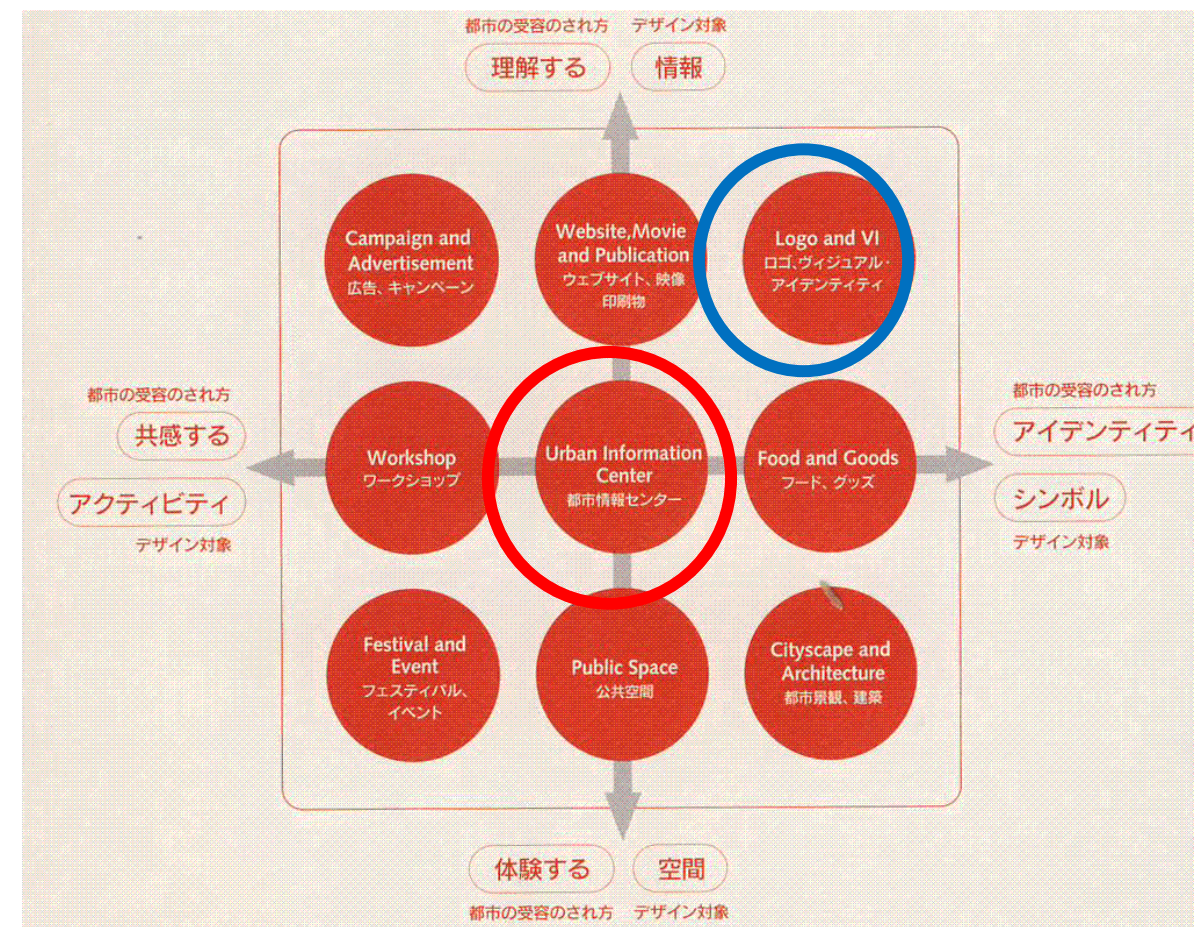 都市の受容のされ方 デザイン対象
理解する 情報
Campaign and
Advertisement
広告、キャンペーン
Website,Movie
and Publication
ウェブサイト、映像
印刷物
Logo and VI
ロゴ、ヴィジュアル・
アイデンティティ
都市の受容のされ方
共感する
アクティビティ
デザイン対象
Workshop
ワークショップ
Urban Information
Center
都市情報センター
Food and Goods
フード、グッズ
都市の受容のされ方
アイデンティティ
シンボル
デザイン対象
Festival and
Event
フェスティバル、
イベント
Public Space
公共空間
Cityscape and
Architecture
都市景観、建築
体験する 空間
都市の受容のされ方 デザイン対象